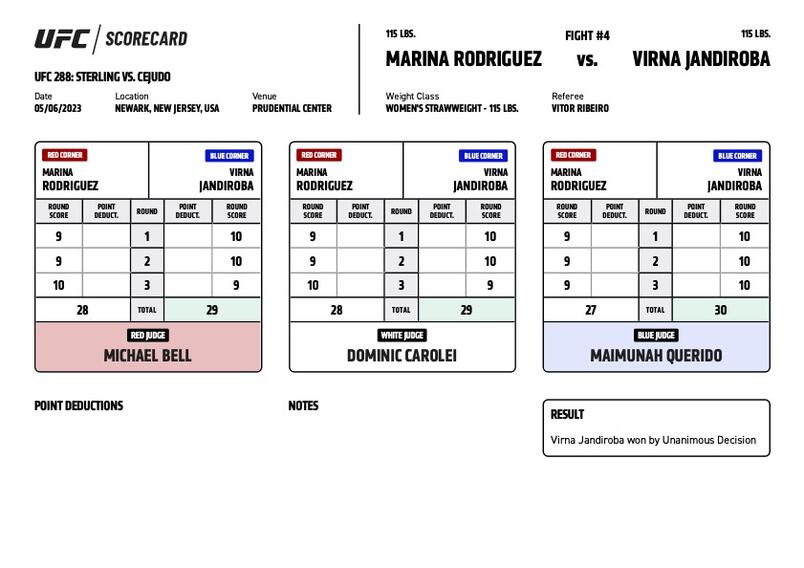 UFC / SCORECARD
UFC 288: STERLING VS. CEJUDO
Date Location Venue
05/06/2023 NEWARK, NEW JERSEY, USA PRUDENTIAL CENTER
115 LBS. FIGHT #4 115 LBS.
MARINA RODRIGUEZ vs. VIRNA JANDIROBA
Weight Class Referee
WOMEN'S STRAWWEIGHT - 115 LBS. VITOR RIBEIRO
RED CORNER BLUE CORNER
MARINA VIRNA
RODRIGUEZ JANDIROBA
ROUND SCORE POINT DEDUCT. ROUND POINT DEDUCT. ROUND SCORE
9 1 10
9 2 10
10 3 9
28 TOTAL 29
RED JUDGE
MICHAEL BELL
RED CORNER BLUE CORNER
MARINA VIRNA
RODRIGUEZ JANDIROBA
ROUND SCORE POINT DEDUCT. ROUND POINT DEDUCT. ROUND SCORE
9 1 10
9 2 10
10 3 9
28 TOTAL 29
WHITE JUDGE
DOMINIC CAROLEI
RED CORNER BLUE CORNER
MARINA VIRNA
RODRIGUEZ JANDIROBA
ROUND SCORE POINT DEDUCT. ROUND POINT DEDUCT. ROUND SCORE
9 1 10
9 2 10
9 3 10
27 TOTAL 30
BLUE JUDGE
MAIMUNAH QUERIDO
POINT DEDUCTIONS
NOTES
RESULT
Virna Jandiroba won by Unanimous Decision